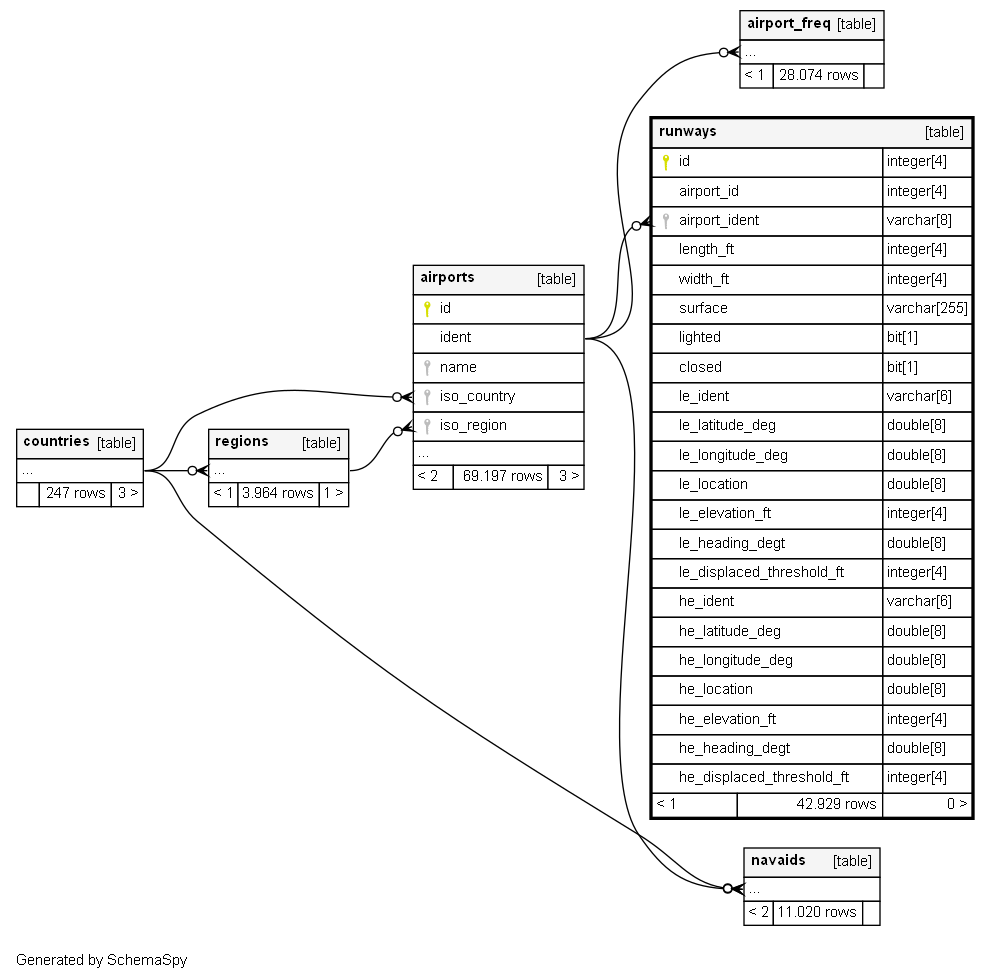 airport_freq [table]
...
< 1 28.074 rows
runways [table]
id integer[4]
airport_id integer[4]
airport_ident varchar[8]
length_ft integer[4]
width_ft integer[4]
surface varchar[255]
lighted bit[1]
closed bit[1]
le_ident varchar[6]
le_latitude_deg double[8]
le_longitude_deg double[8]
le_location double[8]
le_elevation_ft integer[4]
le_heading_degt double[8]
le_displaced_threshold_ft integer[4]
he_ident varchar[6]
he_latitude_deg double[8]
he_longitude_deg double[8]
he_location double[8]
he_elevation_ft integer[4]
he_heading_degt double[8]
he_displaced_threshold_ft integer[4]
< 1 42.929 rows 0 >
airports [table]
id
ident
name
iso_country
iso_region
...
< 2 69.197 rows 3 >
countries [table]
...
247 rows 3 >
regions [table]
...
< 1 3.964 rows 1 >
navaids [table]
...
< 2 11.020 rows
Generated by SchemaSpy